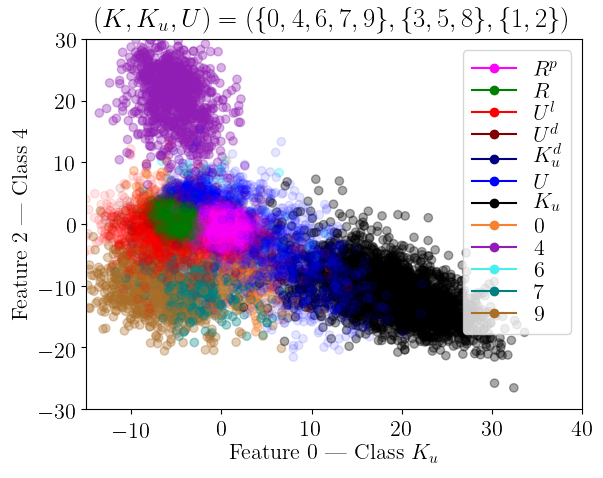 (K, K_u, U) = ({0, 4, 6, 7, 9}, {3, 5, 8}, {1, 2})
30
20
10
0
−10
−20
−30
Feature 2 — Class 4
R^p
R
U^l
U^d
K_u^d
U
K_u
0
4
6
7
9
−10
0
10
20
30
40
Feature 0 — Class K_u